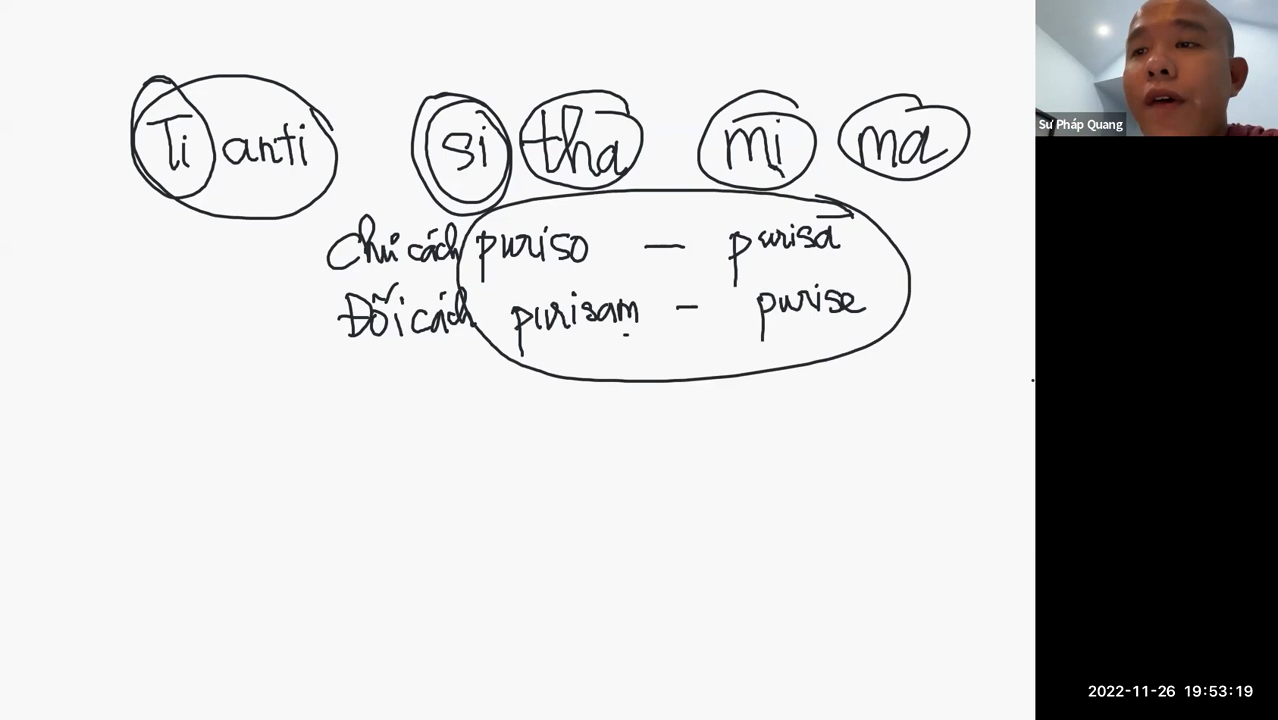 Ti anti si tha mi ma
Chủ cách puriso — purisā
Đối cách purisaṃ - purise
Sư Pháp Quang
2022-11-26 19:53:19